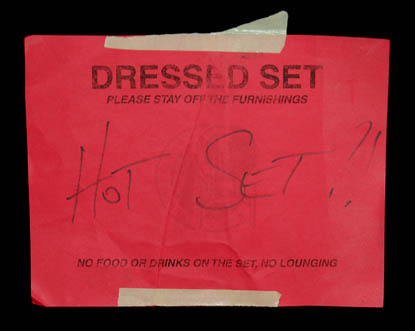 DRESSED SET
PLEASE STAY OFF THE FURNISHINGS
HOT SET.!!
NO FOOD OR DRINKS ON THE SET, NO LOUNGING